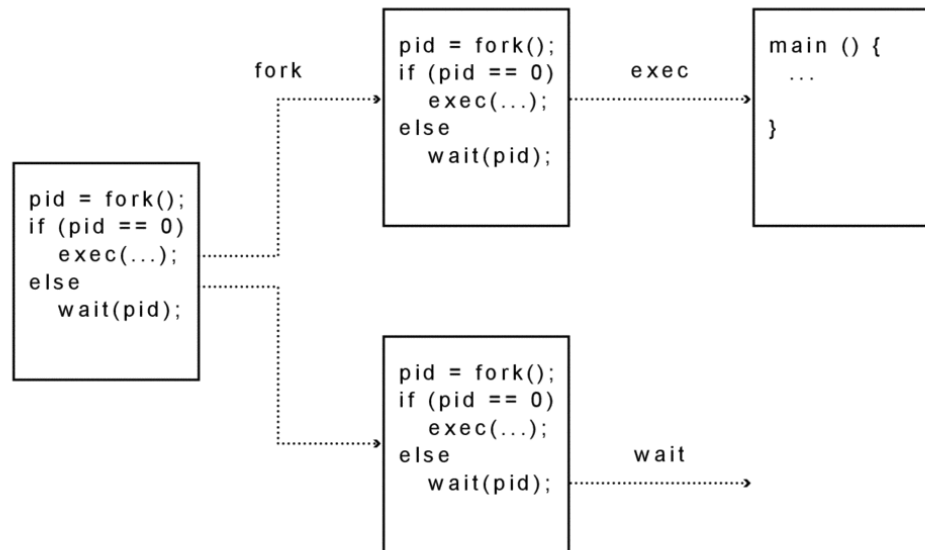 fork
pid = fork();
if (pid == 0)
exec(...);
else
wait(pid);
exec
main () {
...
}
pid = fork();
if (pid == 0)
exec(...);
else
wait(pid);
pid = fork();
if (pid == 0)
exec(...);
else
wait(pid);
wait